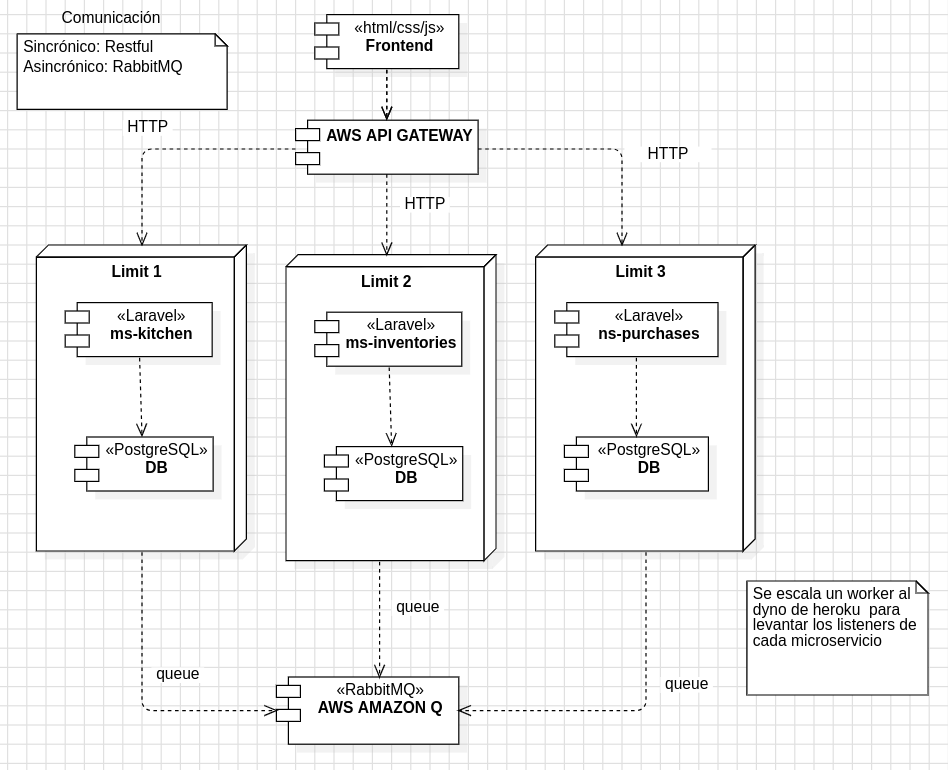 Comunicación
Sincrónico: Restful
Asincrónico: RabbitMQ
«html/css/js»
Frontend
AWS API GATEWAY
HTTP
HTTP
HTTP
Limit 1
«Laravel»
ms-kitchen
«PostgreSQL»
DB
Limit 2
«Laravel»
ms-inventories
«PostgreSQL»
DB
Limit 3
«Laravel»
ns-purchases
«PostgreSQL»
DB
queue
queue
queue
«RabbitMQ»
AWS AMAZON Q
Se escala un worker al
dyno de heroku para
levantar los listeners de
cada microservicio